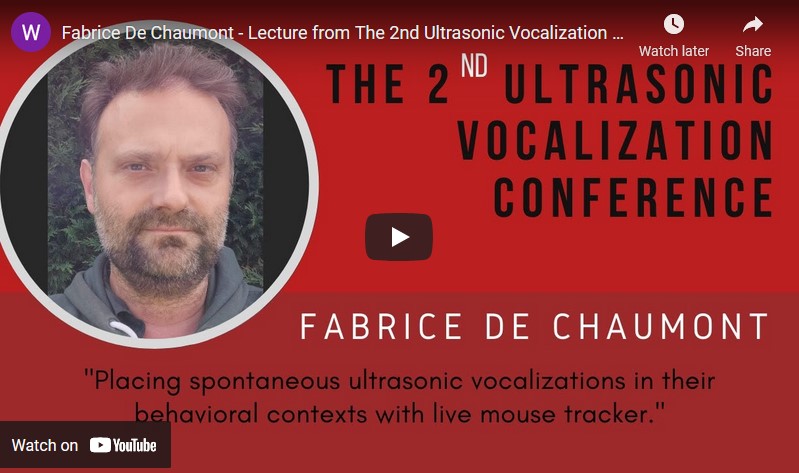 W
Fabrice De Chaumont - Lecture from The 2nd Ultrasonic Vocalization ...
Watch later
Share
THE 2ND ULTRASONIC
VOCALIZATION
CONFERENCE
FABRICE DE CHAUMONT
"Placing spontaneous ultrasonic vocalizations in their
behavioral contexts with live mouse tracker."
Watch on YouTube